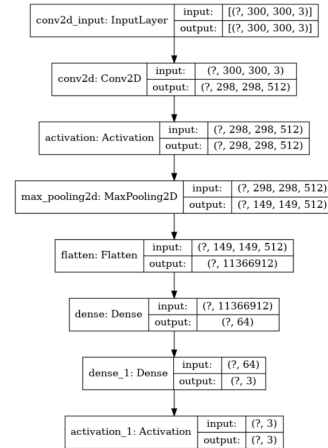 conv2d_input: InputLayer input: [(?, 300, 300, 3)]
output: [(?, 300, 300, 3)]
conv2d: Conv2D input: (?, 300, 300, 3)
output: (?, 298, 298, 512)
activation: Activation input: (?, 298, 298, 512)
output: (?, 298, 298, 512)
max_pooling2d: MaxPooling2D input: (?, 298, 298, 512)
output: (?, 149, 149, 512)
flatten: Flatten input: (?, 149, 149, 512)
output: (?, 11366912)
dense: Dense input: (?, 11366912)
output: (?, 64)
dense_1: Dense input: (?, 64)
output: (?, 3)
activation_1: Activation input: (?, 3)
output: (?, 3)